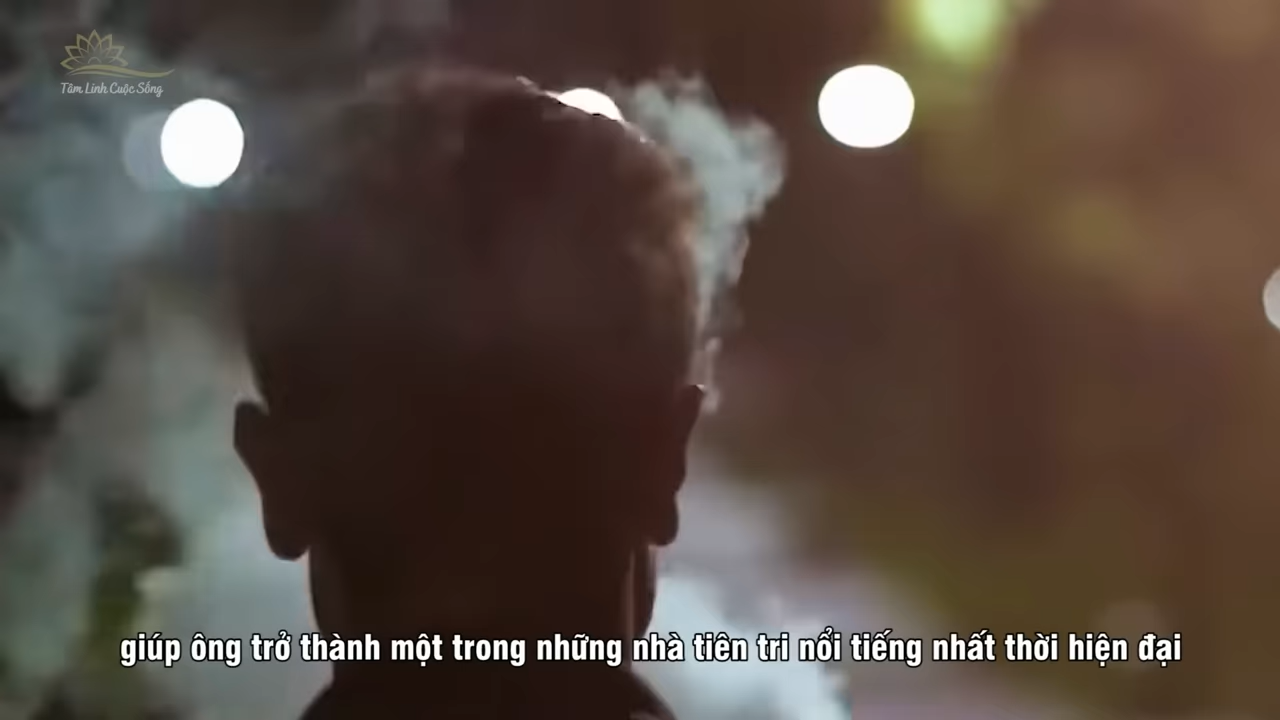 Tâm Linh Cuộc Sống
giúp ông trở thành một trong những nhà tiên tri nổi tiếng nhất thời hiện đại